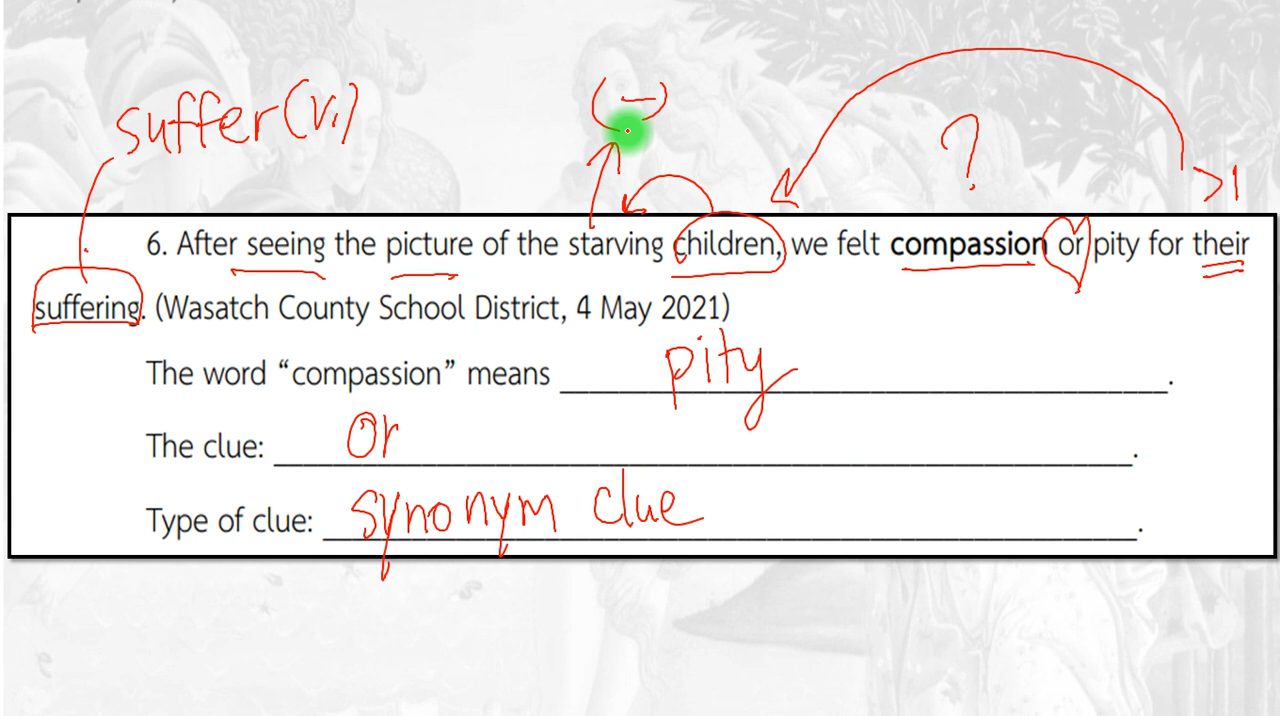 suffer(vi)
(-)
?
>1
6. After seeing the picture of the starving children, we felt compassion or pity for their
suffering. (Wasatch County School District, 4 May 2021)
The word “compassion” means pity.
The clue: or.
Type of clue: synonym clue.